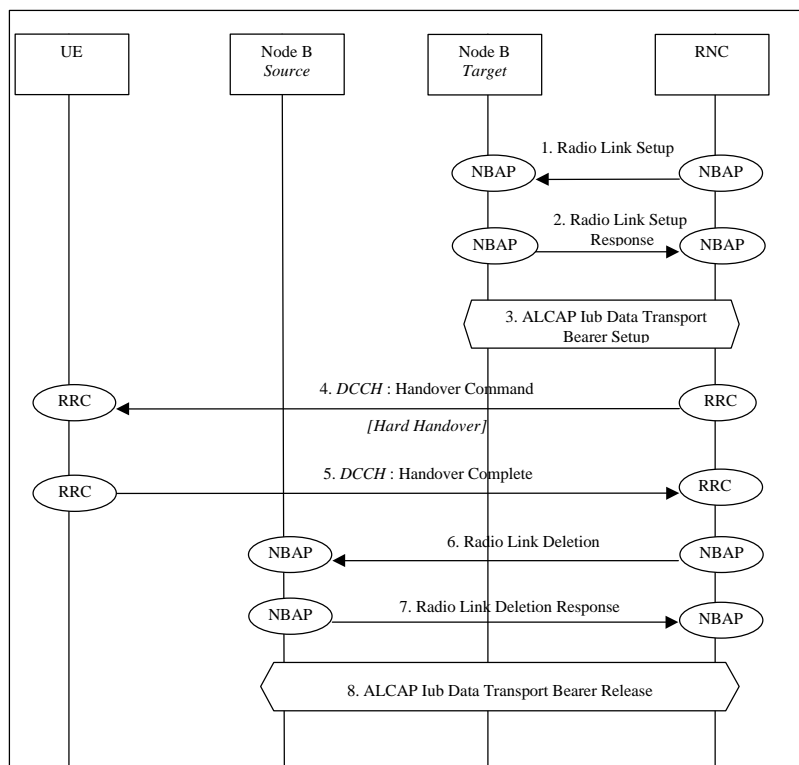 UE
Node B
Source
Node B
Target
RNC
1. Radio Link Setup
NBAP
NBAP
2. Radio Link Setup
Response
NBAP
NBAP
3. ALCAP Iub Data Transport
Bearer Setup
4. DCCH : Handover Command
RRC
RRC
[Hard Handover]
5. DCCH : Handover Complete
RRC
RRC
6. Radio Link Deletion
NBAP
NBAP
7. Radio Link Deletion Response
NBAP
NBAP
8. ALCAP Iub Data Transport Bearer Release